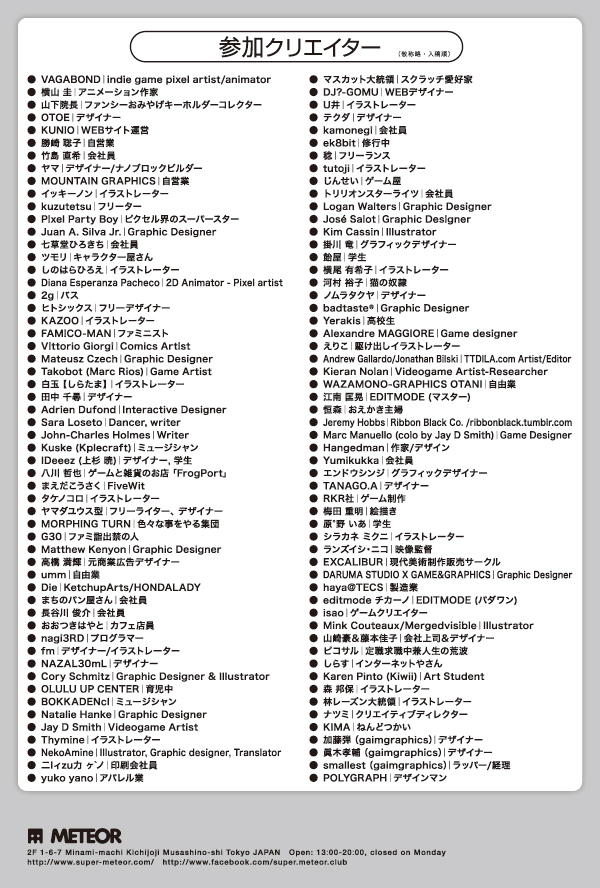 参加クリエイター (敬称略・入稿順)
● VAGABOND | indie game pixel artist/animator
● 横山 圭 | アニメーション作家
● 山下院長 | ファンシーおみやげキーホルダーコレクター
● OTOE | デザイナー
● KUNIO | WEBサイト運営
● 勝崎 聡子 | 自営業
● 竹島 直希 | 会社員
● ヤマ | デザイナー/ナノブロックビルダー
● MOUNTAIN GRAPHICS | 自営業
● イッキーノン | イラストレーター
● kuzutetsu | フリーター
● Pixel Party Boy | ピクセル界のスーパースター
● Juan A. Silva Jr. | Graphic Designer
● 七草堂ひろきち | 会社員
● ツモリ | キャラクター屋さん
● しのはらひろえ | イラストレーター
● Diana Esperanza Pacheco | 2D Animator - Pixel artist
● 2g | バス
● ヒトシックス | フリーデザイナー
● KAZOO | イラストレーター
● FAMICO-MAN | ファミニスト
● Vittorio Giorgi | Comics Artist
● Mateusz Czech | Graphic Designer
● Takobot (Marc Rios) | Game Artist
● 白玉【しらたま】 | イラストレーター
● 田中 千尋 | デザイナー
● Adrien Dufond | Interactive Designer
● Sara Loseto | Dancer, writer
● John-Charles Holmes | Writer
● Kuske (Kplecraft) | ミュージシャン
● IDeeez (上杉 暁) | デザイナー, 学生
● 八川 哲也 | ゲームと雑貨のお店「FrogPort」
● まえだこうさく | FiveWit
● タケノコロ | イラストレーター
● ヤマダユウス型 | フリーライター、デザイナー
● MORPHING TURN | 色々な事をやる集団
● G30 | ファミ詣出禁の人
● Matthew Kenyon | Graphic Designer
● 高橋 満輝 | 元商業広告デザイナー
● umm | 自由業
● Die | KetchupArts/HONDALADY
● まちのパン屋さん | 会社員
● 長谷川 俊介 | 会社員
● おおつきはやと | カフェ店員
● nagi3RD | プログラマー
● fm | デザイナー/イラストレーター
● NAZAL30mL | デザイナー
● Cory Schmitz | Graphic Designer & Illustrator
● OLULU UP CENTER | 育児中
● BOKKADENCI | ミュージシャン
● Natalie Hanke | Graphic Designer
● Jay D Smith | Videogame Artist
● Thymine | イラストレーター
● NekoAmine | Illustrator, Graphic designer, Translator
● 二ィzuカ ヶ`ノ | 印刷会社員
● yuko yano | アパレル業
● マスカット大統領 | スクラッチ愛好家
● DJ?-GOMU | WEBデザイナー
● U井 | イラストレーター
● テクダ | デザイナー
● kamonegi | 会社員
● ek8bit | 修行中
● 稔 | フリーランス
● tutoji | イラストレーター
● じんせい | ゲーム屋
● トリリオンスターライツ | 会社員
● Logan Walters | Graphic Designer
● José Salot | Graphic Designer
● Kim Cassin | Illustrator
● 掛川 竜 | グラフィックデザイナー
● 飴屋 | 学生
● 横尾 有希子 | イラストレーター
● 河村 裕子 | 猫の奴隷
● ノムラタクヤ | デザイナー
● badtaste® | Graphic Designer
● Yerakis | 高校生
● Alexandre MAGGIORE | Game designer
● えりこ | 駆け出しイラストレーター
● Andrew Gallardo/Jonathan Bilski | TTDILA.com Artist/Editor
● Kieran Nolan | Videogame Artist-Researcher
● WAZAMONO-GRAPHICS OTANI | 自由業
● 江南 匡晃 | EDITMODE (マスター)
● 恒森 | おえかき主婦
● Jeremy Hobbs | Ribbon Black Co. /ribbonblack.tumblr.com
● Marc Manuello (colo by Jay D Smith) | Game Designer
● Hangedman | 作家/デザイン
● Yumikukka | 会社員
● エンドウシンジ | グラフィックデザイナー
● TANAGO.A | デザイナー
● RKR社 | ゲーム制作
● 梅田 重明 | 絵描き
● 原"野 いあ | 学生
● シラカネ ミクニ | イラストレーター
● ランズイシ・ニコ | 映像監督
● EXCALIBUR | 現代美術制作販売サークル
● DARUMA STUDIO X GAME&GRAPHICS | Graphic Designer
● haya@TECS | 製造業
● editmode チカーノ | EDITMODE (パダワン)
● isao | ゲームクリエイター
● Mink Couteaux/Mergedvisible | Illustrator
● 山崎豪&藤本佳子 | 会社上司&デザイナー
● ピコサル | 定職求職中兼人生の荒波
● しらす | インターネットやさん
● Karen Pinto (Kiwii) | Art Student
● 森 邦保 | イラストレーター
● 林レーズン大統領 | イラストレーター
● ナツミ | クリエイティブディレクター
● KIMA | ねんどつかい
● 加藤弾 (gaimgraphics) | デザイナー
● 眞木孝輔 (gaimgraphics) | デザイナー
● smallest (gaimgraphics) | ラッパー/経理
● POLYGRAPH | デザインマン
METEOR
2F 1-6-7 Minami-machi Kichijoji Musashino-shi Tokyo JAPAN Open: 13:00-20:00, closed on Monday
http://www.super-meteor.com/ http://www.facebook.com/super.meteor.club